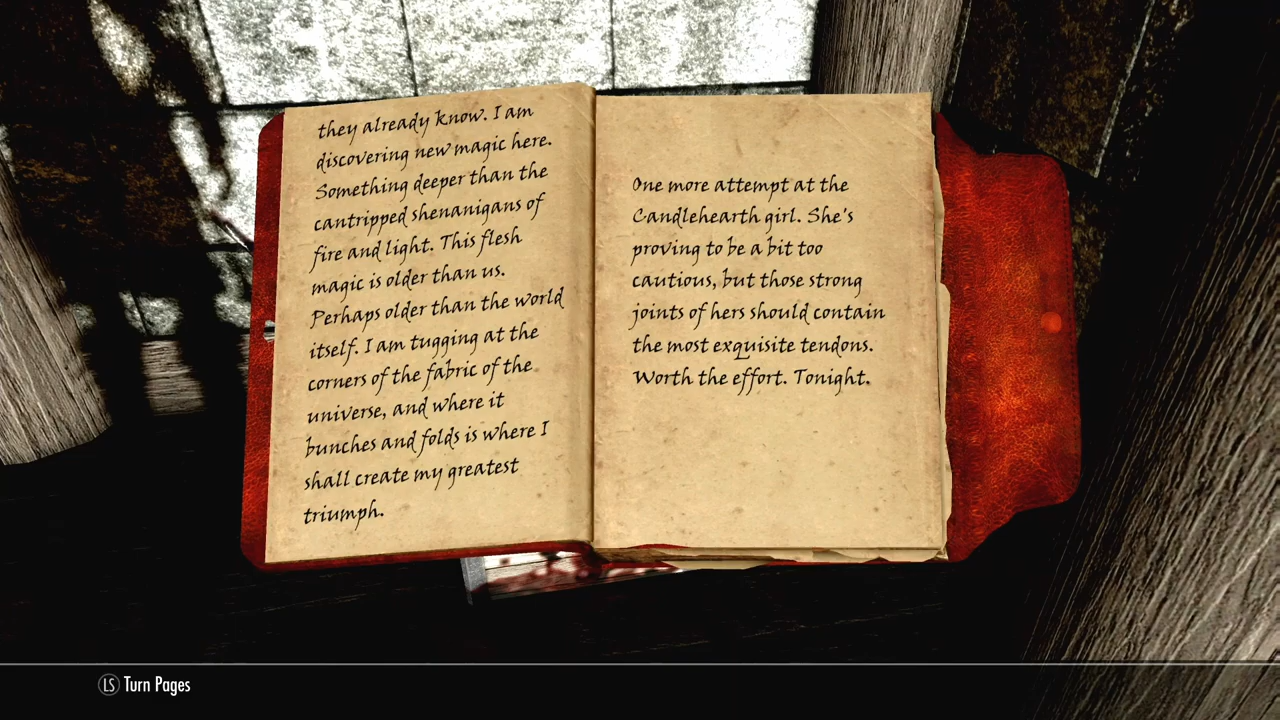 they already know. I am
discovering new magic here.
Something deeper than the
cantripped shenanigans of
fire and light. This flesh
magic is older than us.
Perhaps older than the world
itself. I am tugging at the
corners of the fabric of the
universe, and where it
bunches and folds is where I
shall create my greatest
triumph.
One more attempt at the
Candlehearth girl. She's
proving to be a bit too
cautious, but those strong
joints of hers should contain
the most exquisite tendons.
Worth the effort. Tonight.
LS Turn Pages